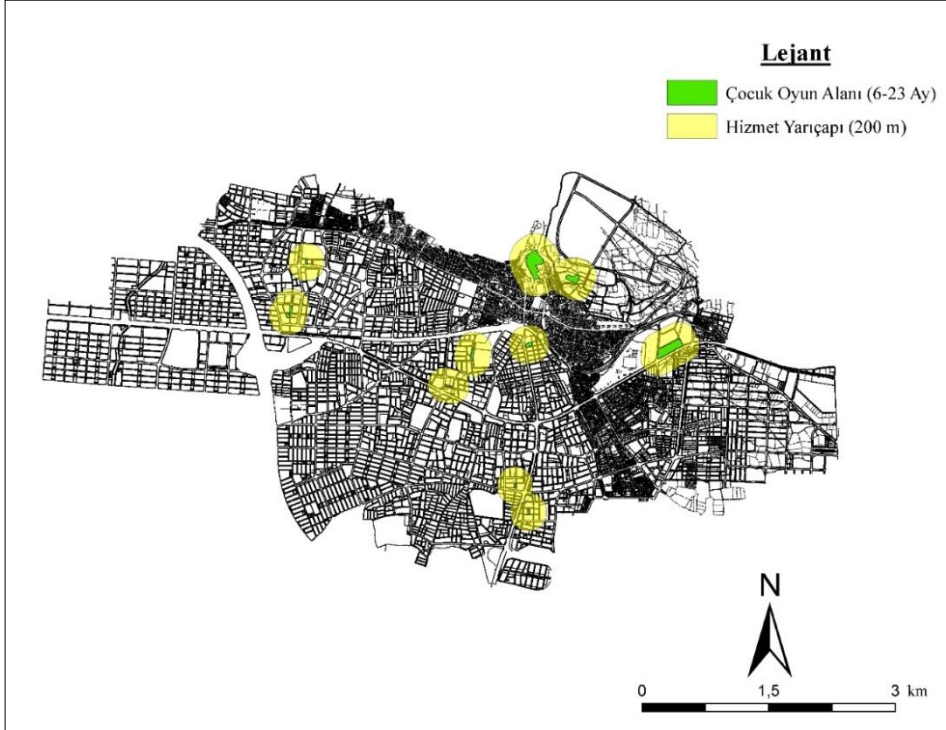 Lejant
Çocuk Oyun Alanı (6-23 Ay)
Hizmet Yarıçapı (200 m)
N
0 1,5 3 km